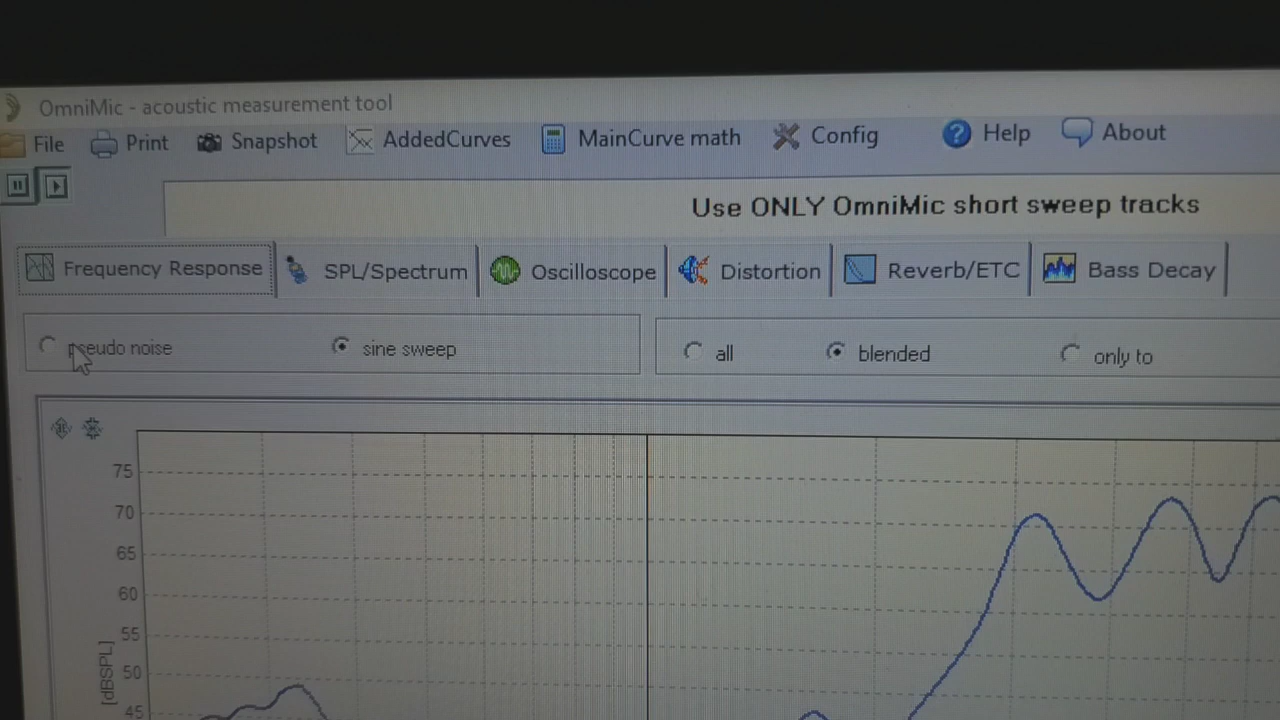 OmniMic - acoustic measurement tool
File Print Snapshot AddedCurves MainCurve math Config Help About
Use ONLY OmniMic short sweep tracks
Frequency Response SPL/Spectrum Oscilloscope Distortion Reverb/ETC Bass Decay
pseudo noise sine sweep all blended only to
75
70
65
60
55
50
45
[dBSPL]